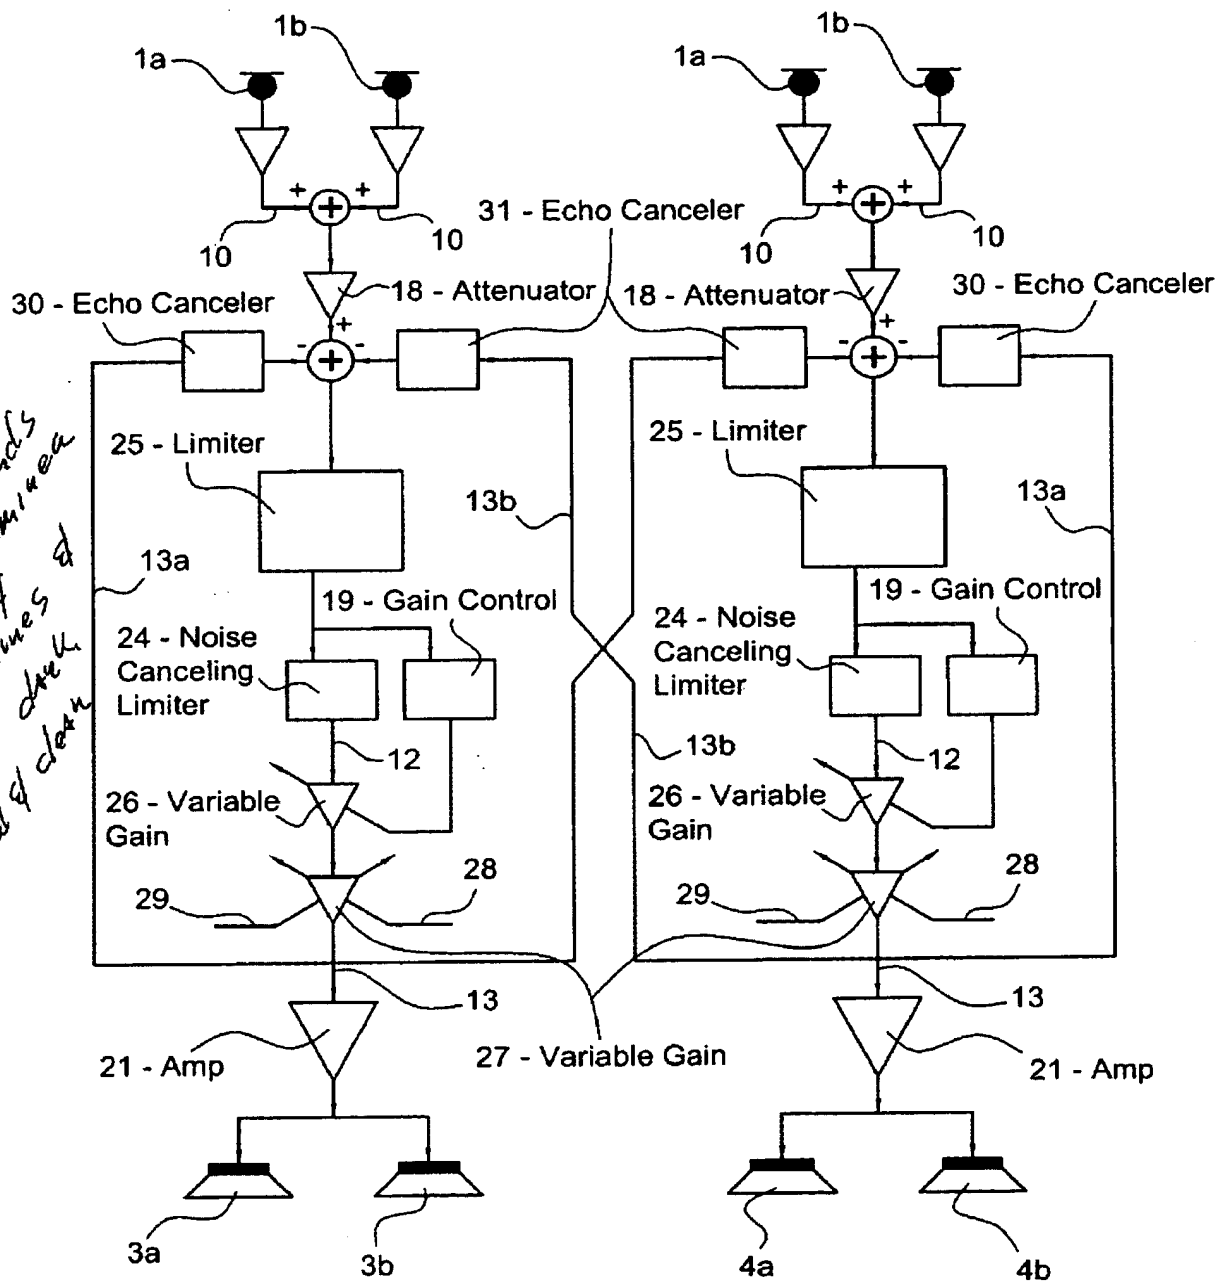 1b
1b
1a
1a
+ + +
+ + +
10
10
10
10
31 - Echo Canceler
18 - Attenuator
18 - Attenuator
30 - Echo Canceler
30 - Echo Canceler
+
+
- + -
- + -
25 - Limiter
25 - Limiter
13b
13a
13a
19 - Gain Control
19 - Gain Control
24 - Noise
Canceling
Limiter
24 - Noise
Canceling
Limiter
12
13b
12
26 - Variable
Gain
26 - Variable
Gain
29
28
29
28
13
13
21 - Amp
27 - Variable Gain
21 - Amp
3a
3b
4a
4b